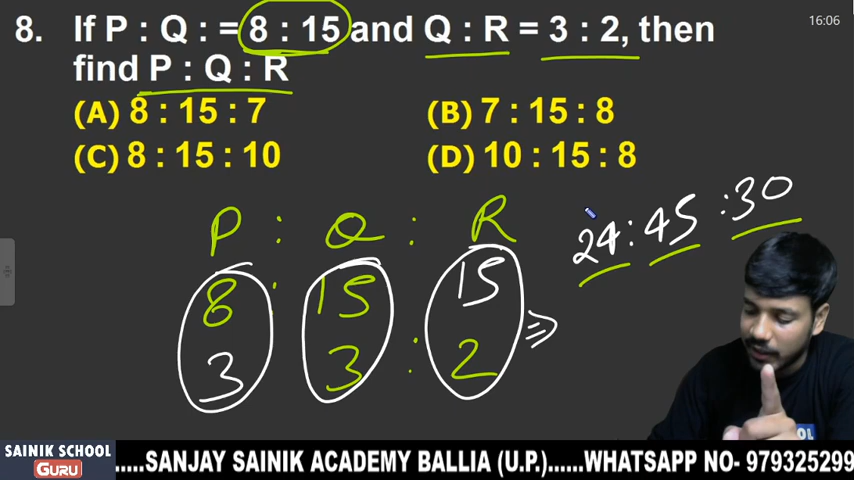 16:06
8. If P : Q : = 8 : 15 and Q : R = 3 : 2, then
find P : Q : R
(A) 8 : 15 : 7
(B) 7 : 15 : 8
(C) 8 : 15 : 10
(D) 10 : 15 : 8
P : Q : R
8 : 15 15
3 3 : 2
⇒ 24 : 45 : 30
SAINIK SCHOOL
GURU
.....SANJAY SAINIK ACADEMY BALLIA (U.P.)......WHATSAPP NO- 979325299